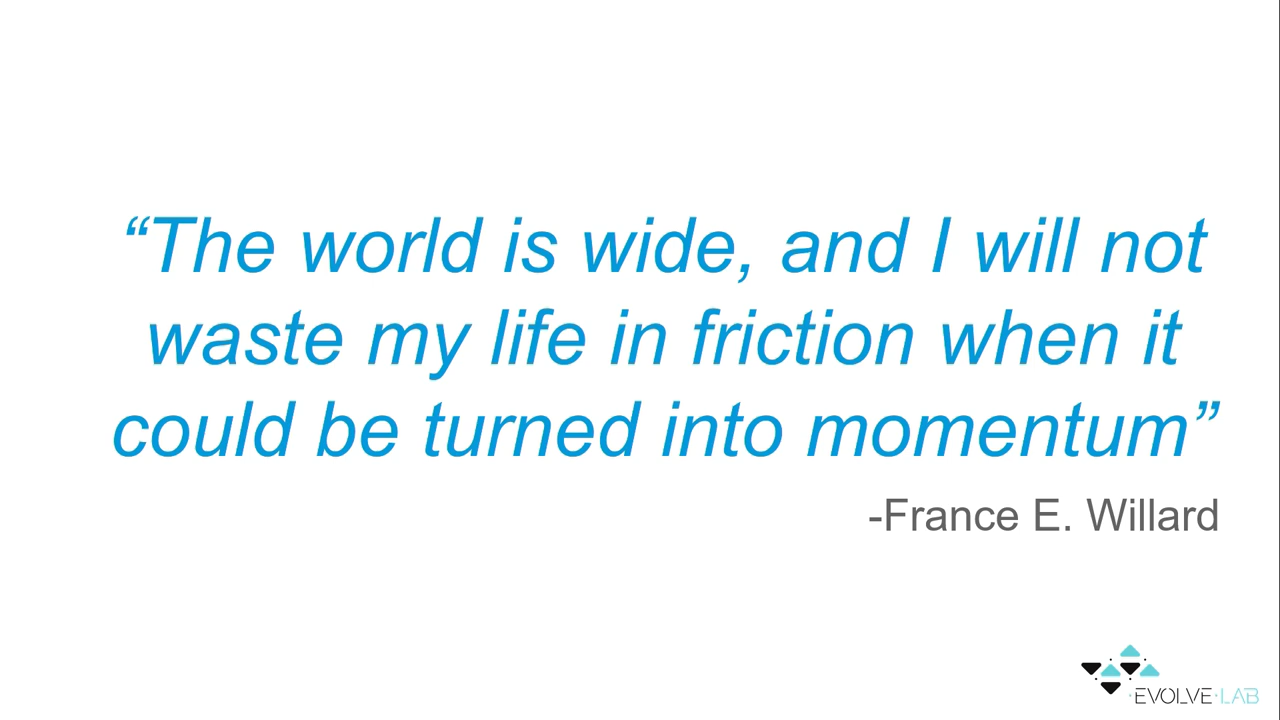 “The world is wide, and I will not
waste my life in friction when it
could be turned into momentum”
-France E. Willard
EVOLVE·LAB